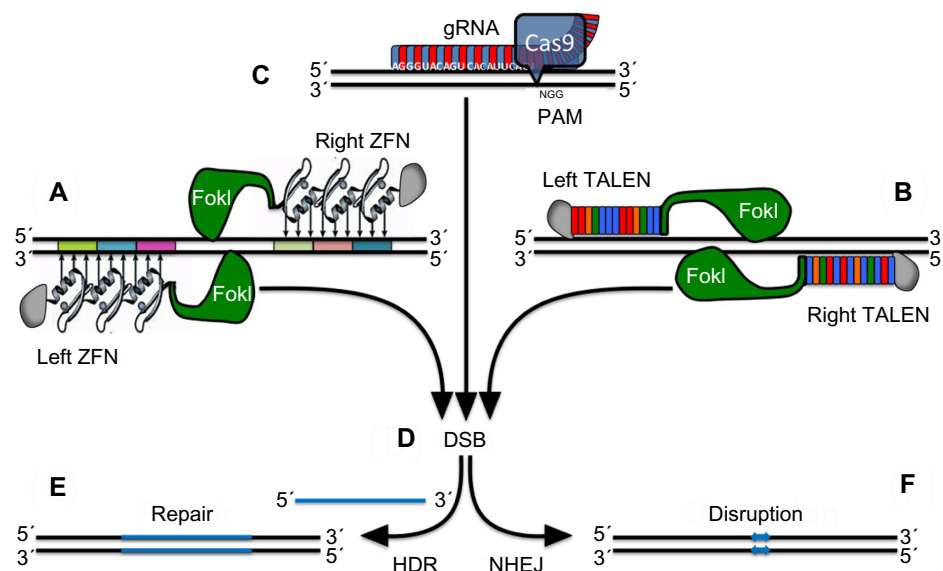 gRNA
Cas9
C
AGGGUACAGUCACAUUCA
5´ 3´
3´ 5´
NGG
PAM
Right ZFN
A
FokI
5´ 3´
3´ 5´
FokI
Left ZFN
Left TALEN
B
FokI
5´ 3
3´ 5´
FokI
Right TALEN
D DSB
E
5´ 3´
Repair
5´ 3´
3´ 5´
HDR
NHEJ
F
Disruption
5´ 3´
3´ 5´